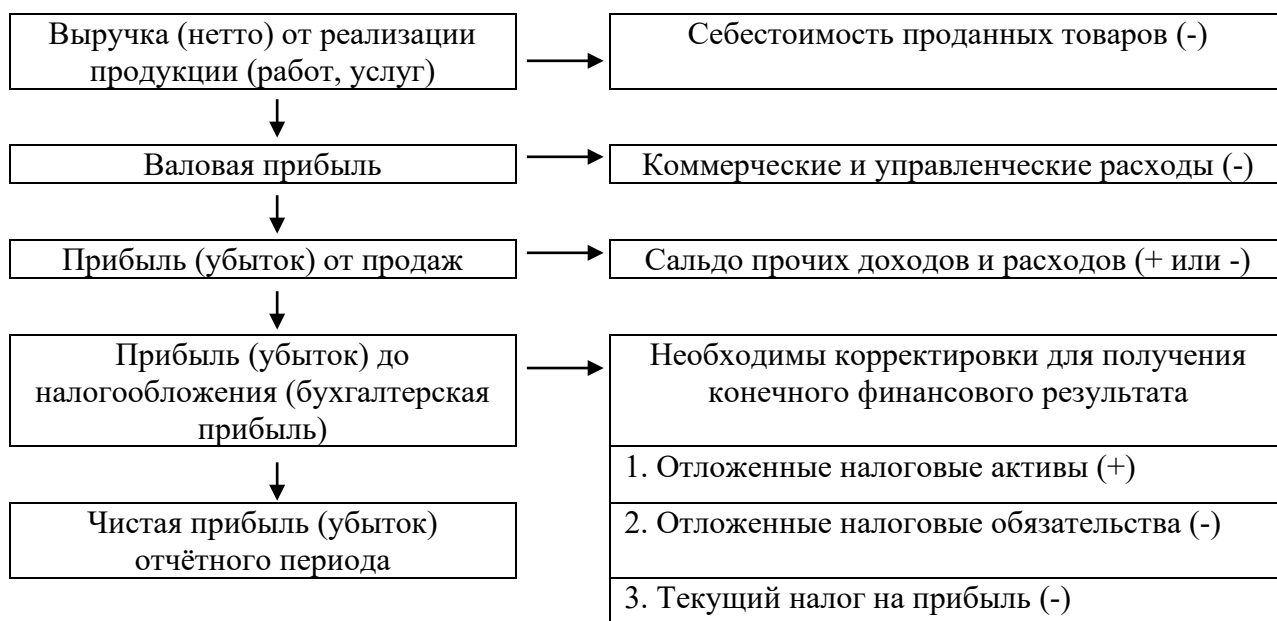 Выручка (нетто) от реализации
продукции (работ, услуг)
Себестоимость проданных товаров (-)
Валовая прибыль
Коммерческие и управленческие расходы (-)
Прибыль (убыток) от продаж
Сальдо прочих доходов и расходов (+ или -)
Прибыль (убыток) до
налогообложения (бухгалтерская
прибыль)
Необходимы корректировки для получения
конечного финансового результата
1. Отложенные налоговые активы (+)
Чистая прибыль (убыток)
отчётного периода
2. Отложенные налоговые обязательства (-)
3. Текущий налог на прибыль (-)